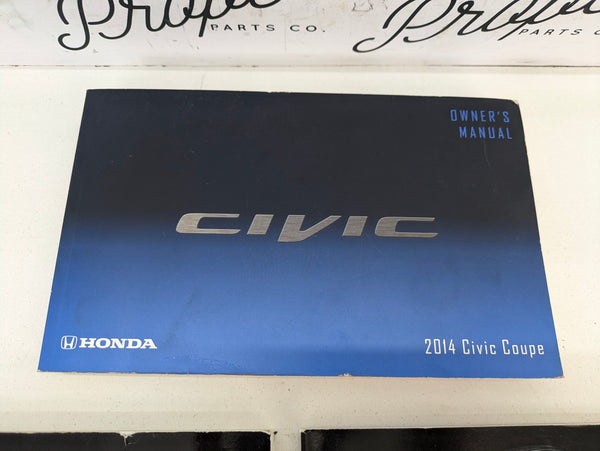 PARTS CO.
PARTS CO
OWNER'S
MANUAL
CIVIC
HONDA
2014 Civic Coupe